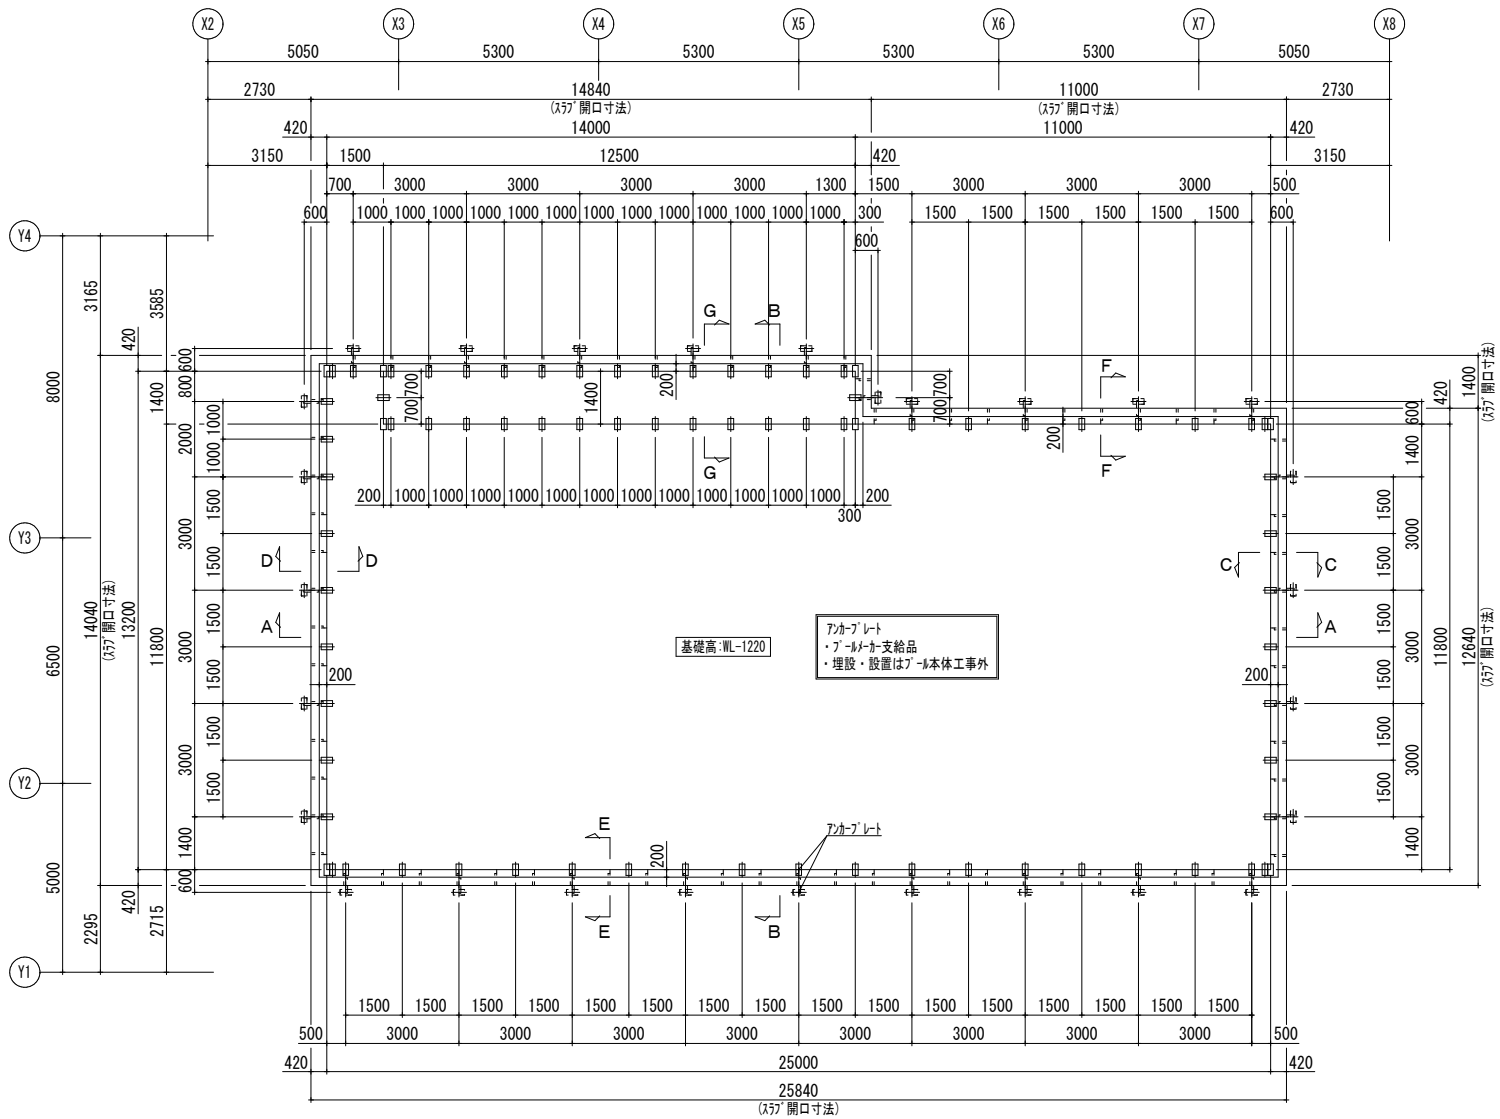 X2 X3 X4 X5 X6 X7 X8
5050 5300 5300 5300 5300 5050
2730 14840 11000 2730
(ｽﾗﾌﾞ開口寸法) (ｽﾗﾌﾞ開口寸法)
420 14000 11000 420
3150 1500 12500 420 3150
700 3000 3000 3000 3000 1300 1500 3000 3000 3000 500
600 1000 1000 1000 1000 1000 1000 1000 1000 1000 1000 1000 1000 1000 300 1500 1500 1500 1500 1500 1500 600
600
Y4
3165 3585
420
G B
F
8000 1400 600 800 700 700 1400 200 700 700 200 420 1400 (ｽﾗﾌﾞ開口寸法)
600
2000 1000 1000 1400
G F
200 1000 1000 1000 1000 1000 1000 1000 1000 1000 1000 1000 1000 200
300
Y3
3000 1500 1500 1500 1500 3000
D D C C
14040 (ｽﾗﾌﾞ開口寸法) 13200
A A
6500 11800 3000 1500 1500 1500 1500 3000 11800 12640 (ｽﾗﾌﾞ開口寸法)
基礎高:WL-1220
ｱﾝｶｰﾌﾟﾚｰﾄ
・ﾌﾟｰﾙﾒｰｶｰ支給品
・埋設・設置はﾌﾟｰﾙ本体工事外
200 200
3000 1500 1500 1500 1500 3000
Y2
E ｱﾝｶｰﾌﾟﾚｰﾄ
1400 200 1400
5000 420 600
2295 2715
E B
Y1
1500 1500 1500 1500 1500 1500 1500 1500 1500 1500 1500 1500 1500 1500 1500 1500
500 3000 3000 3000 3000 3000 3000 3000 3000 500
420 25000 420
25840
(ｽﾗﾌﾞ開口寸法)